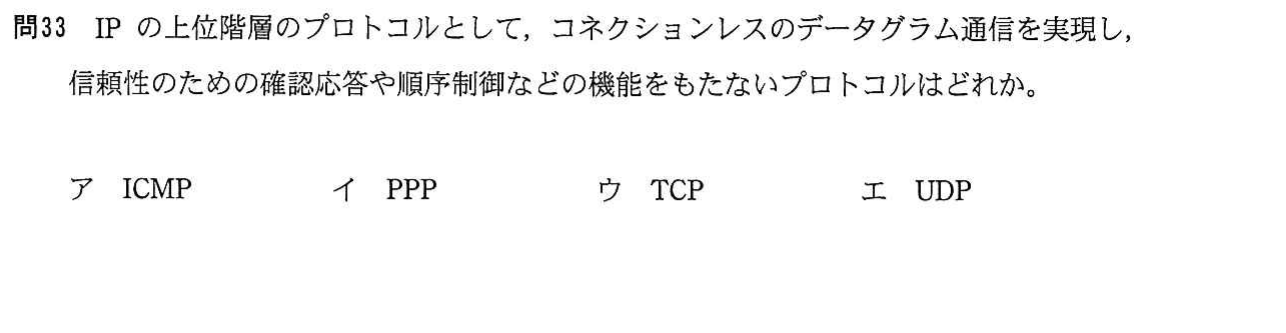 問33 IP の上位階層のプロトコルとして，コネクションレスのデータグラム通信を実現し，
信頼性のための確認応答や順序制御などの機能をもたないプロトコルはどれか。
ア ICMP イ PPP ウ TCP エ UDP